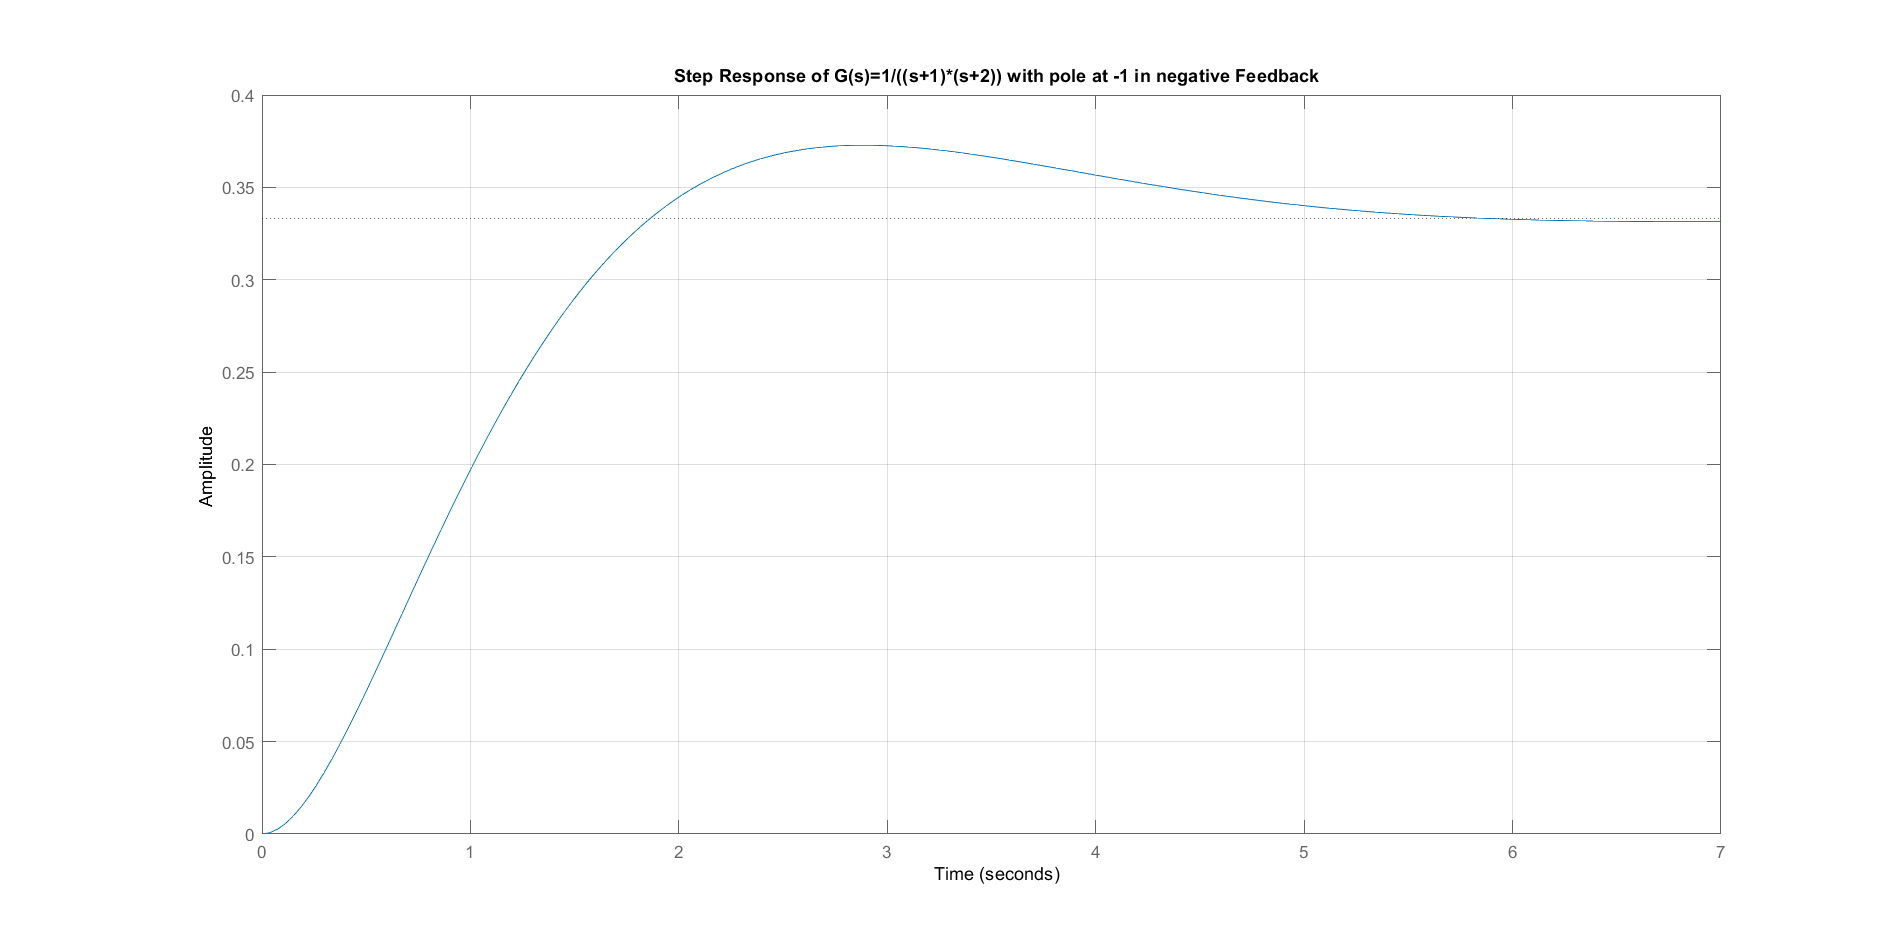 Step Response of G(s)=1/((s+1)*(s+2)) with pole at -1 in negative Feedback
0.4
0.35
0.3
0.25
0.2
0.15
0.1
0.05
0
Amplitude
0 1 2 3 4 5 6 7
Time (seconds)